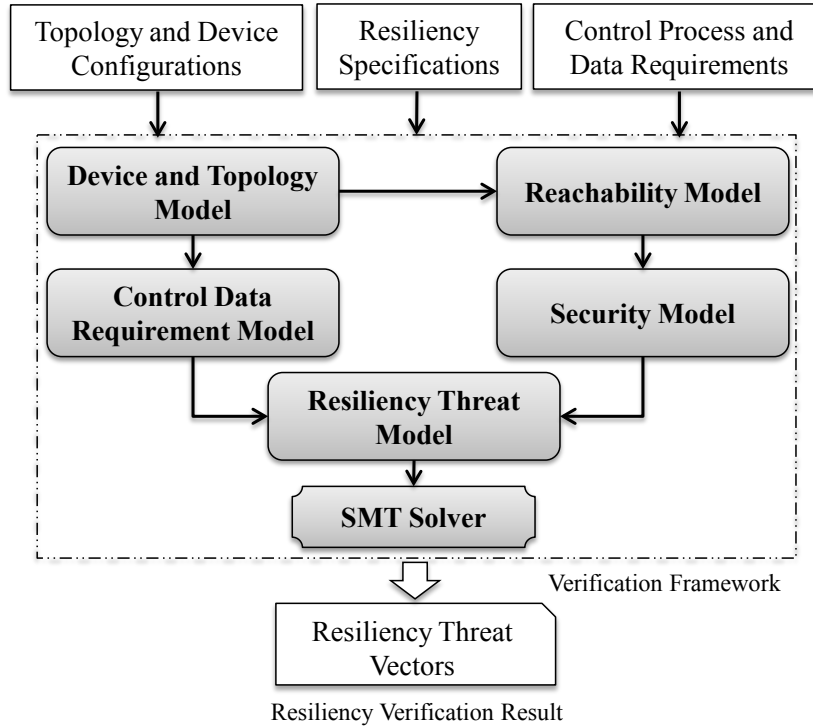 Topology and Device
Configurations
Resiliency
Specifications
Control Process and
Data Requirements
Device and Topology
Model
Reachability Model
Control Data
Requirement Model
Security Model
Resiliency Threat
Model
SMT Solver
Verification Framework
Resiliency Threat
Vectors
Resiliency Verification Result